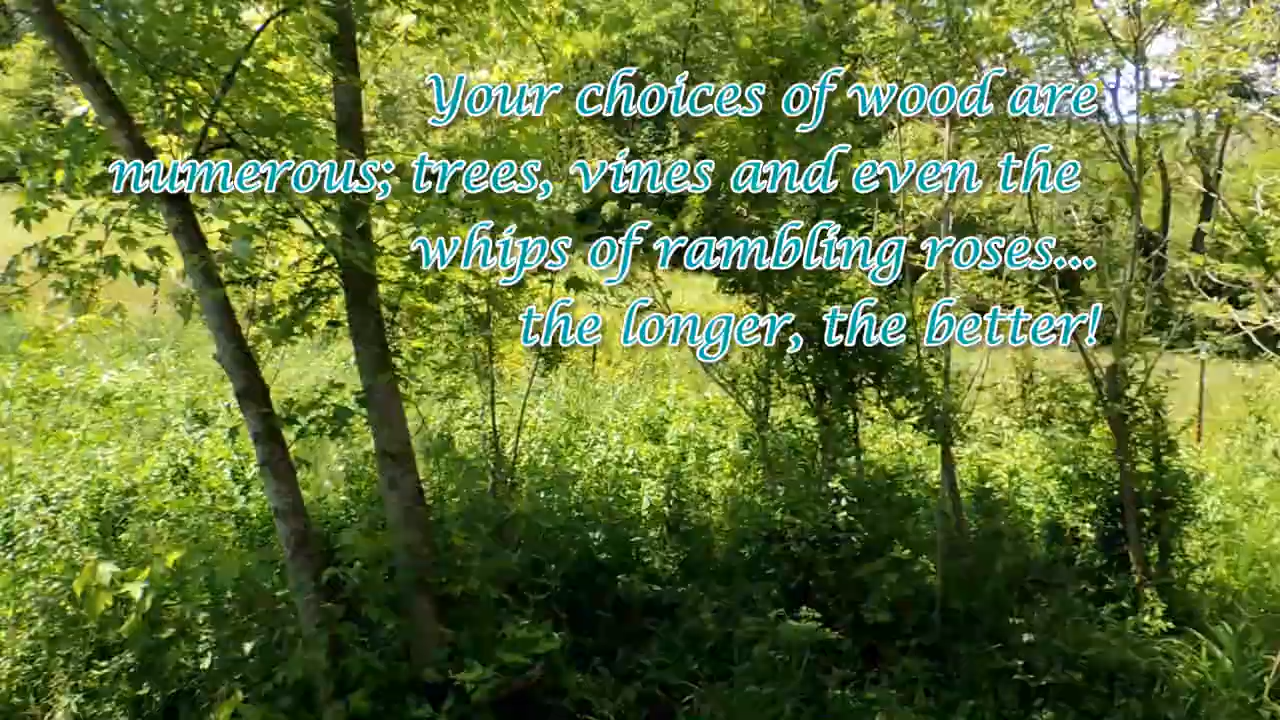 Your choices of wood are
numerous; trees, vines and even the
whips of rambling roses...
the longer, the better!